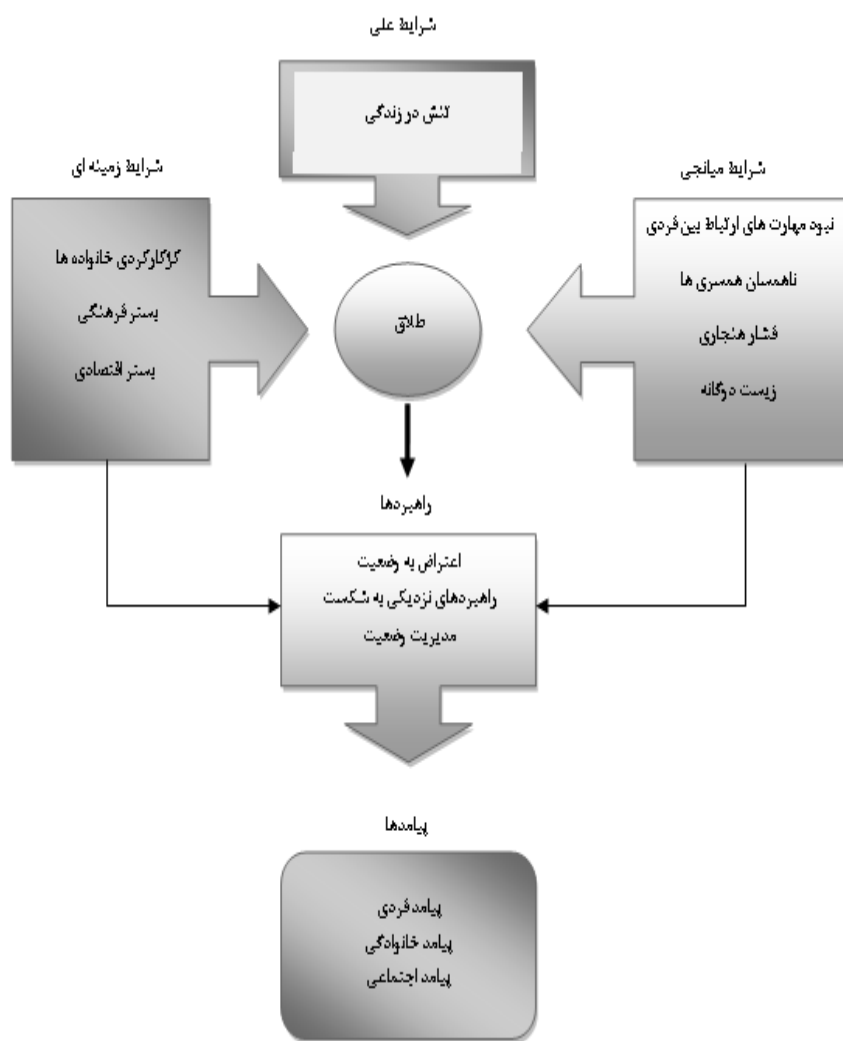 شرایط علی
تنش در زندگی
شرایط میانجی
نبود مهارت های ارتباط بین فردی
ناهمسان همسری ها
فشار هنجاری
زیست دوگانه
شرایط زمینه ای
کژکارکردی خانواده ها
بستر فرهنگی
بستر اقتصادی
طلاق
راهبردها
اعتراض به وضعیت
راهبردهای نزدیکی به شکست
مدیریت وضعیت
پیامدها
پیامد فردی
پیامد خانوادگی
پیامد اجتماعی